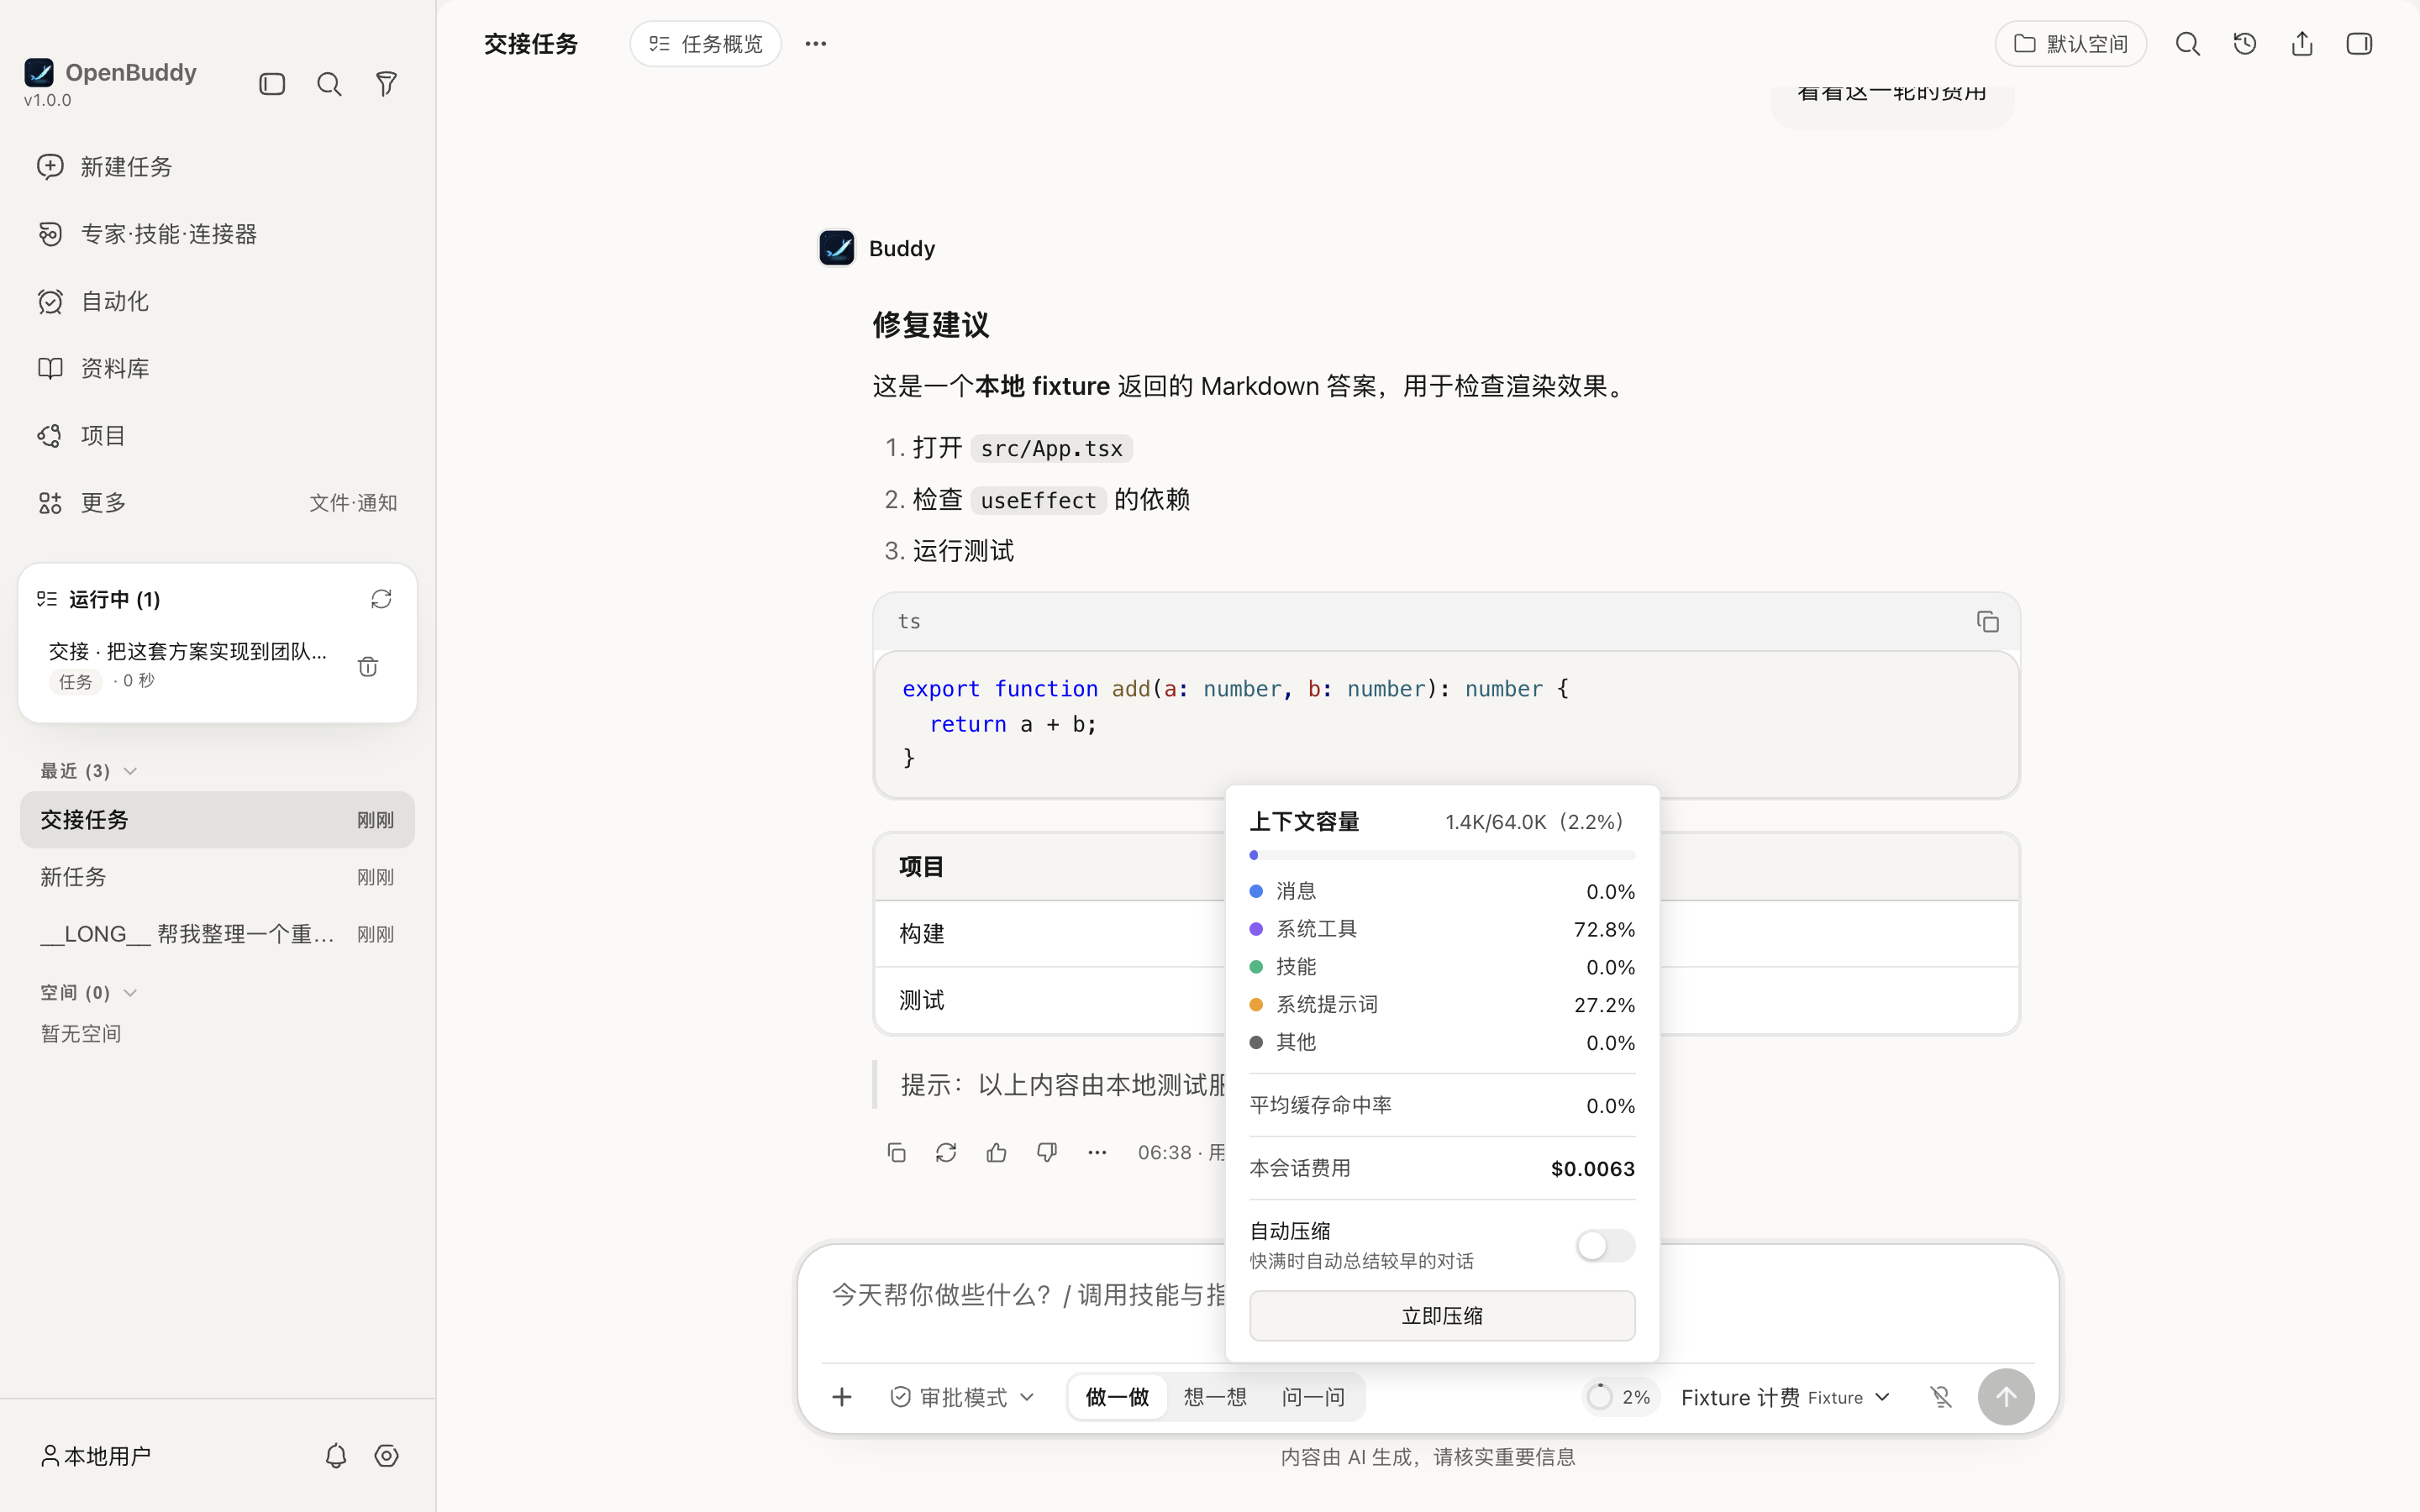 OpenBuddy
v1.0.0
新建任务
专家·技能·连接器
自动化
资料库
项目
更多 文件·通知
运行中 (1)
交接 · 把这套方案实现到团队...
任务 · 0 秒
最近 (3)
交接任务 刚刚
新任务 刚刚
__LONG__ 帮我整理一个重... 刚刚
空间 (0)
暂无空间
本地用户
交接任务 任务概览
默认空间
看看这一轮的费用
Buddy
修复建议
这是一个本地 fixture 返回的 Markdown 答案，用于检查渲染效果。
1. 打开 src/App.tsx
2. 检查 useEffect 的依赖
3. 运行测试
ts
export function add(a: number, b: number): number {
  return a + b;
}
项目
构建
测试
提示：以上内容由本地测试服
06:38 · 用
上下文容量 1.4K/64.0K（2.2%）
消息 0.0%
系统工具 72.8%
技能 0.0%
系统提示词 27.2%
其他 0.0%
平均缓存命中率 0.0%
本会话费用 $0.0063
自动压缩
快满时自动总结较早的对话
立即压缩
今天帮你做些什么？/ 调用技能与指
审批模式 做一做 想一想 问一问 2% Fixture 计费 Fixture
内容由 AI 生成，请核实重要信息